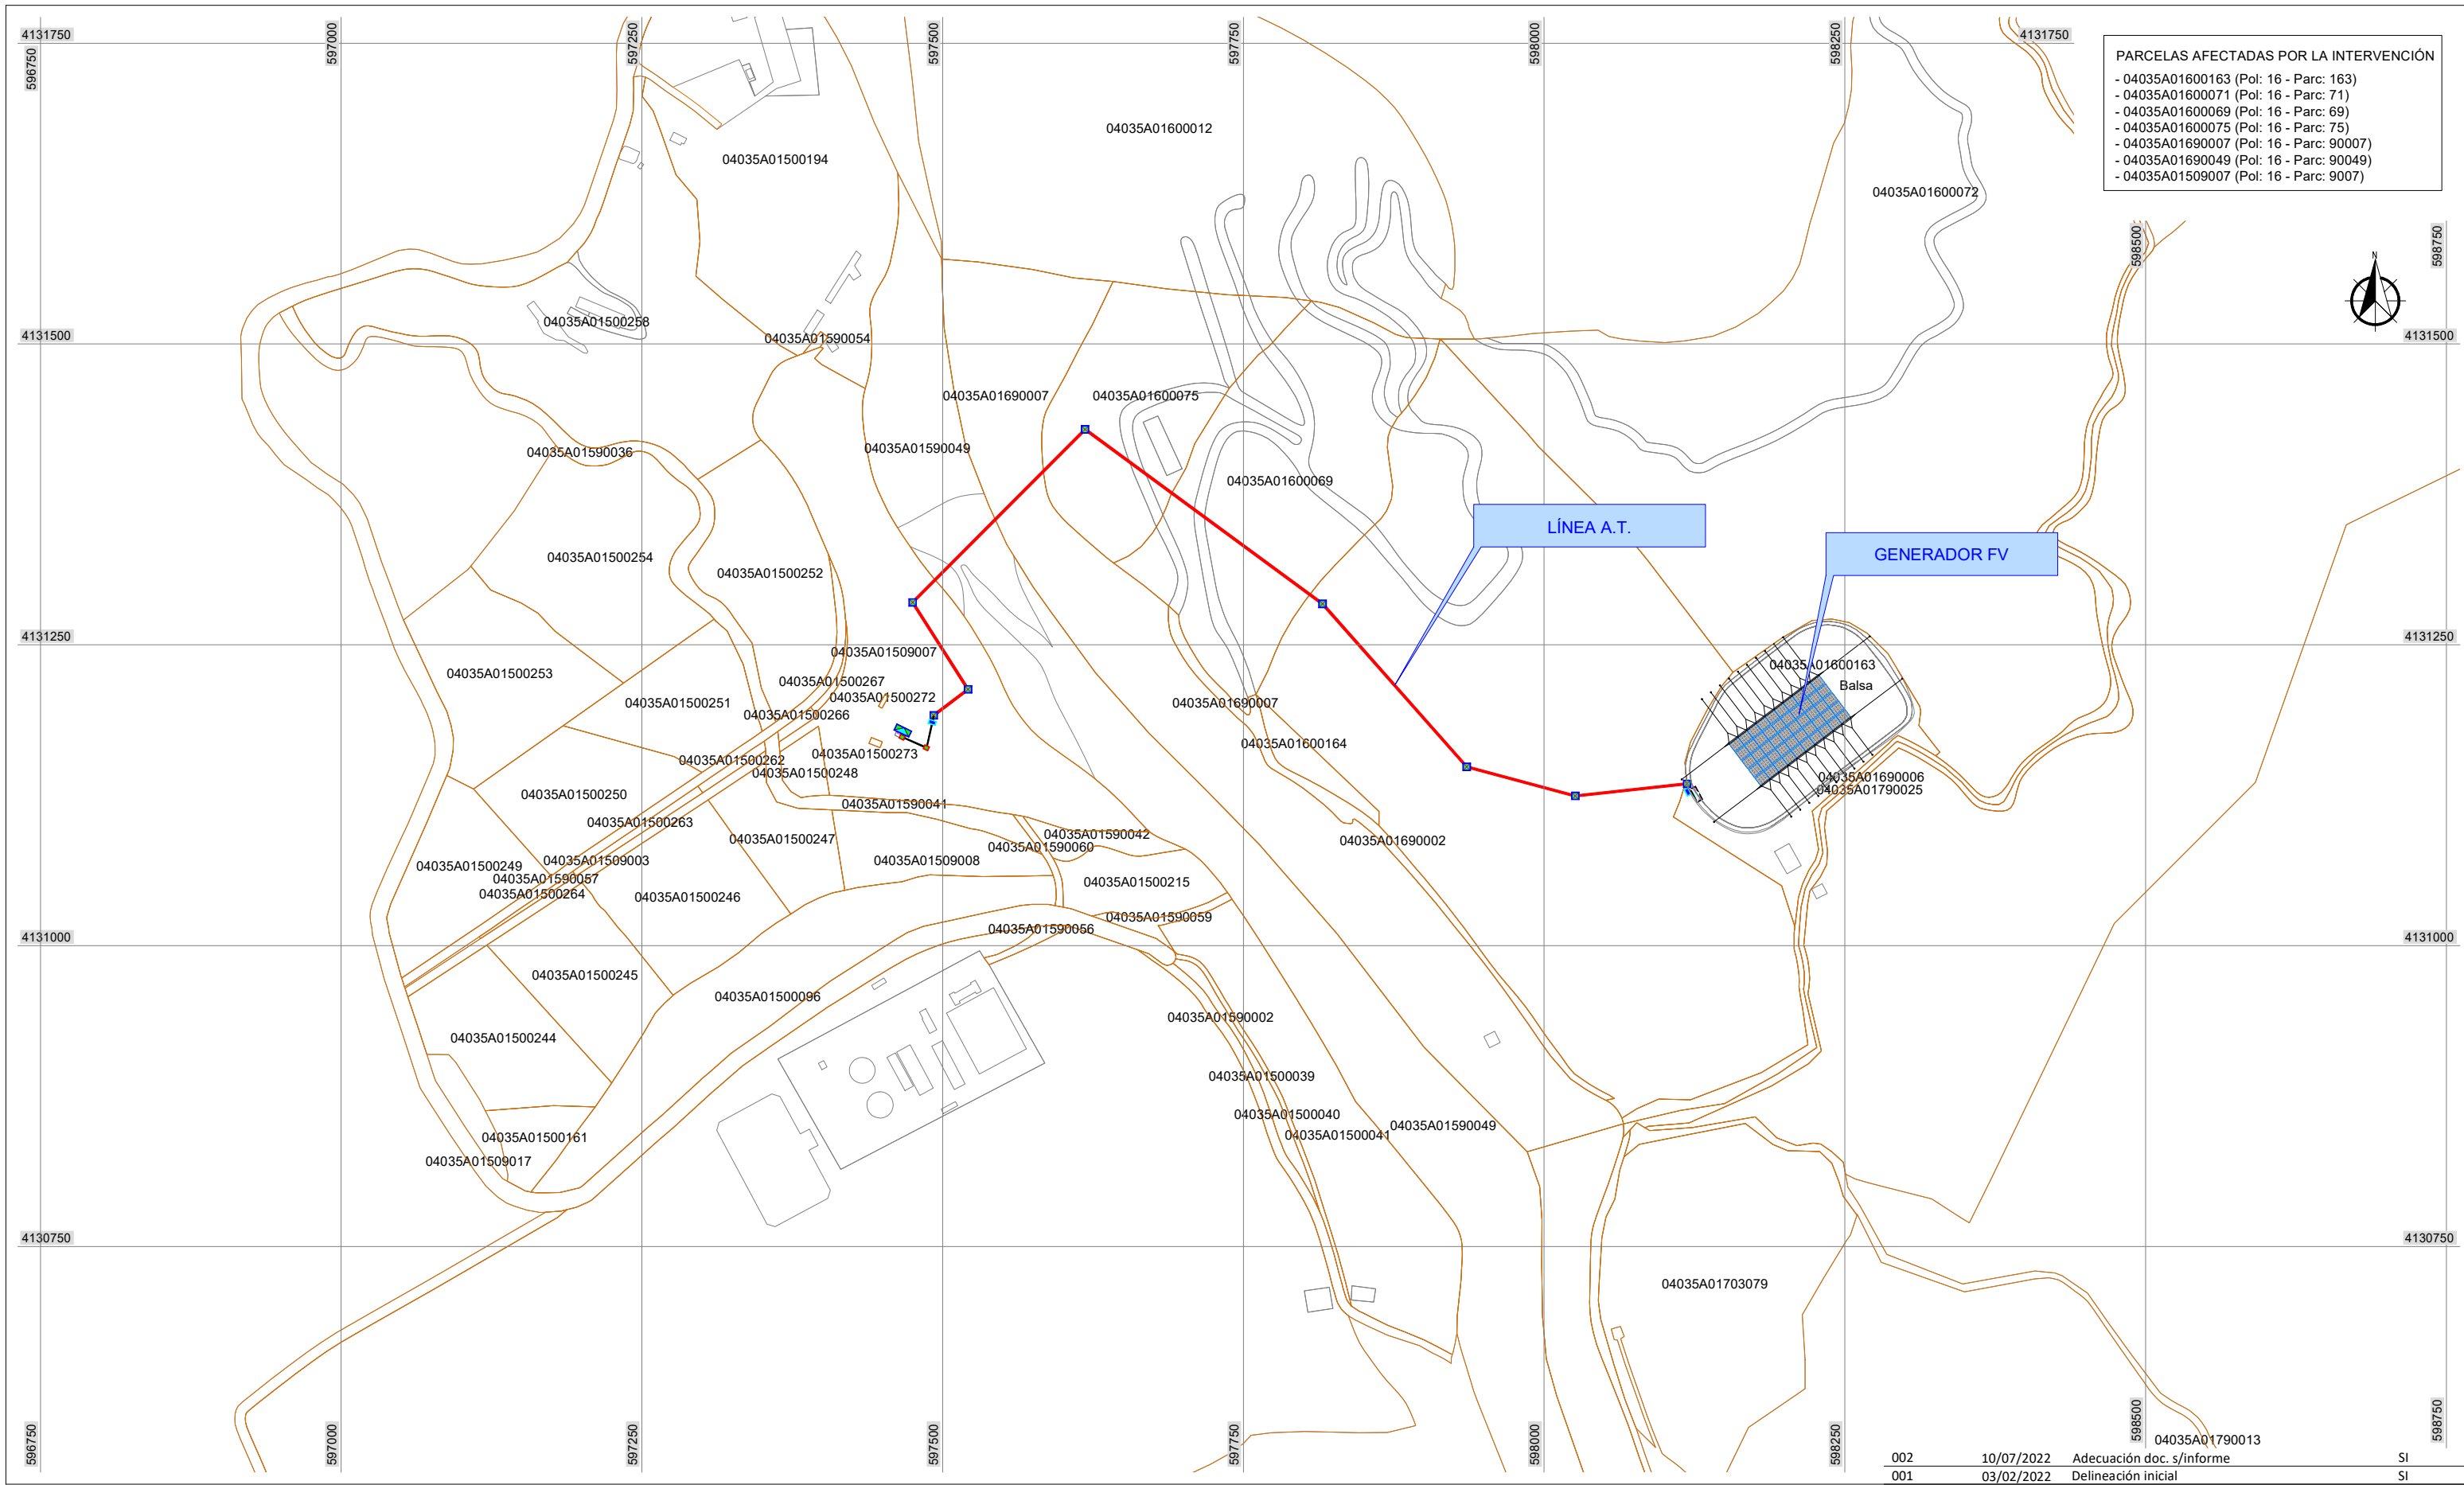 4131750
596750
597000
597250
597500
597750
598000
598250
4131750
PARCELAS AFECTADAS POR LA INTERVENCIÓN
- 04035A01600163 (Pol: 16 - Parc: 163)
- 04035A01600071 (Pol: 16 - Parc: 71)
- 04035A01600069 (Pol: 16 - Parc: 69)
- 04035A01600075 (Pol: 16 - Parc: 75)
- 04035A01690007 (Pol: 16 - Parc: 90007)
- 04035A01690049 (Pol: 16 - Parc: 90049)
- 04035A01509007 (Pol: 16 - Parc: 9007)
04035A01600012
04035A01500194
04035A01600072
598500
598750
N
04035A01500258
4131500
04035A01590054
4131500
04035A01690007
04035A01600075
04035A01590036
04035A01590049
04035A01600069
LÍNEA A.T.
GENERADOR FV
04035A01500254
04035A01500252
4131250
4131250
04035A01509007
04035A01600163
04035A01500253
04035A01500267
Balsa
04035A01500272
04035A01500251
04035A01690007
04035A01500266
04035A01600164
04035A01500273
04035A01500262
04035A01500248
04035A01690006
04035A01790025
04035A01500250
04035A01590041
04035A01500263
04035A01590042
04035A01500247
04035A01690002
04035A01590060
04035A01500249
04035A01509003
04035A01509008
04035A01590057
04035A01500215
04035A01500264
04035A01500246
04035A01590059
04035A01590056
4131000
4131000
04035A01500245
04035A01500096
04035A01590002
04035A01500244
04035A01500039
04035A01500040
04035A01590049
04035A01500161
04035A01500041
04035A01509017
4130750
4130750
04035A01703079
596750
597000
597250
597500
597750
598000
598250
598500
598750
04035A01790013
002 10/07/2022 Adecuación doc. s/informe SI
001 03/02/2022 Delineación inicial SI